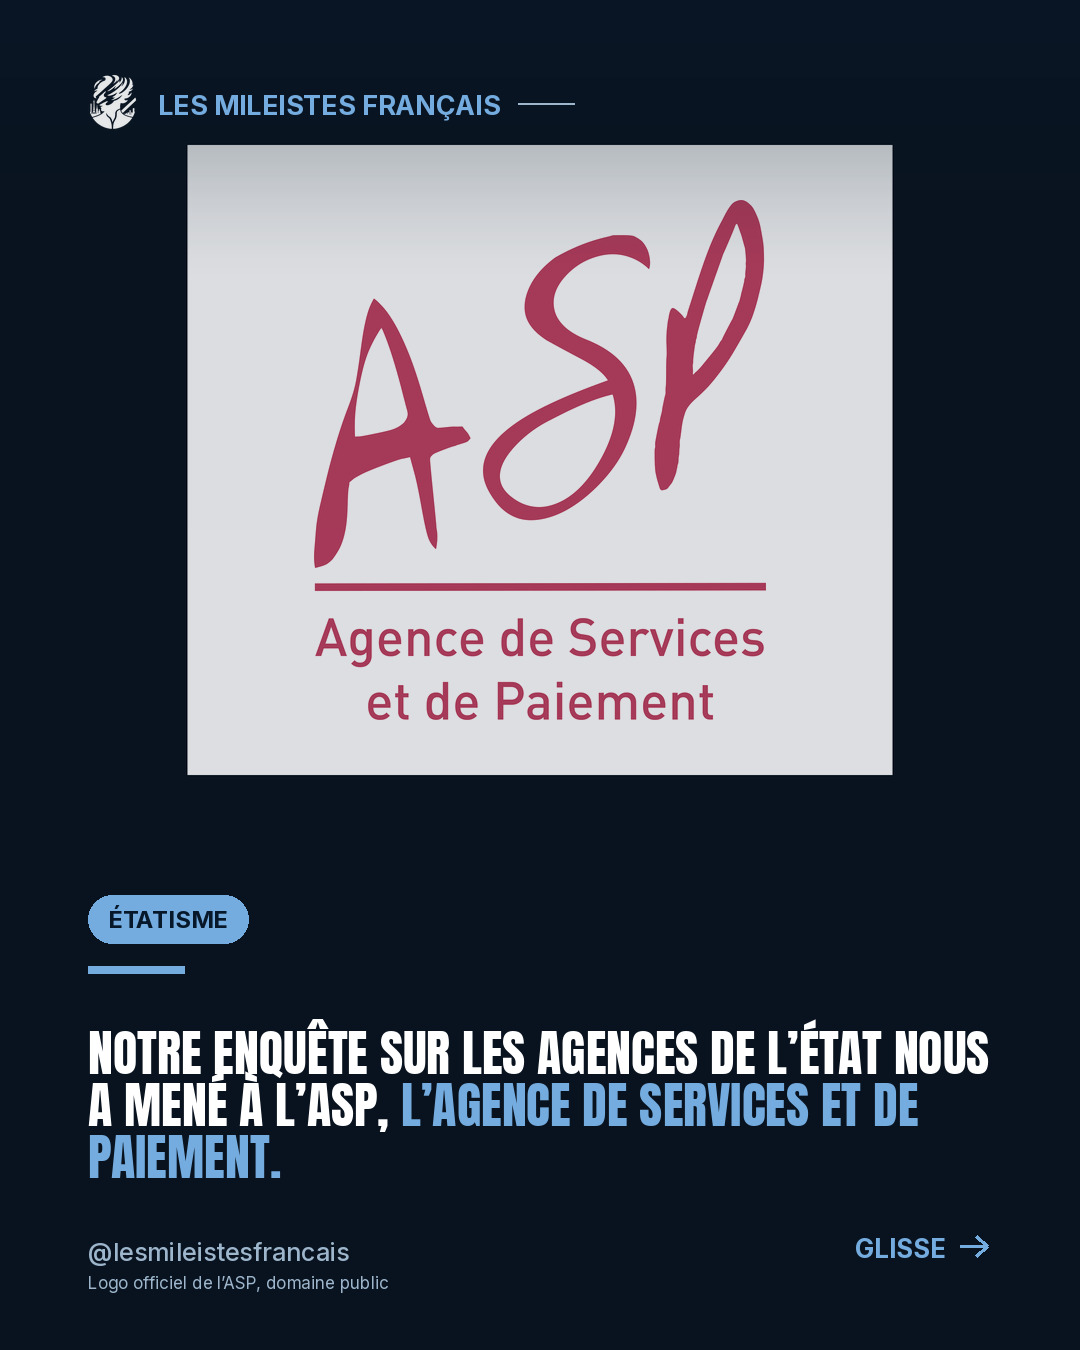 LES MILEISTES FRANÇAIS
ASP
Agence de Services
et de Paiement
ÉTATISME
NOTRE ENQUÊTE SUR LES AGENCES DE L’ÉTAT NOUS
A MENÉ À L’ASP, L’AGENCE DE SERVICES ET DE
PAIEMENT.
@lesmileistesfrancais
GLISSE →
Logo officiel de l’ASP, domaine public